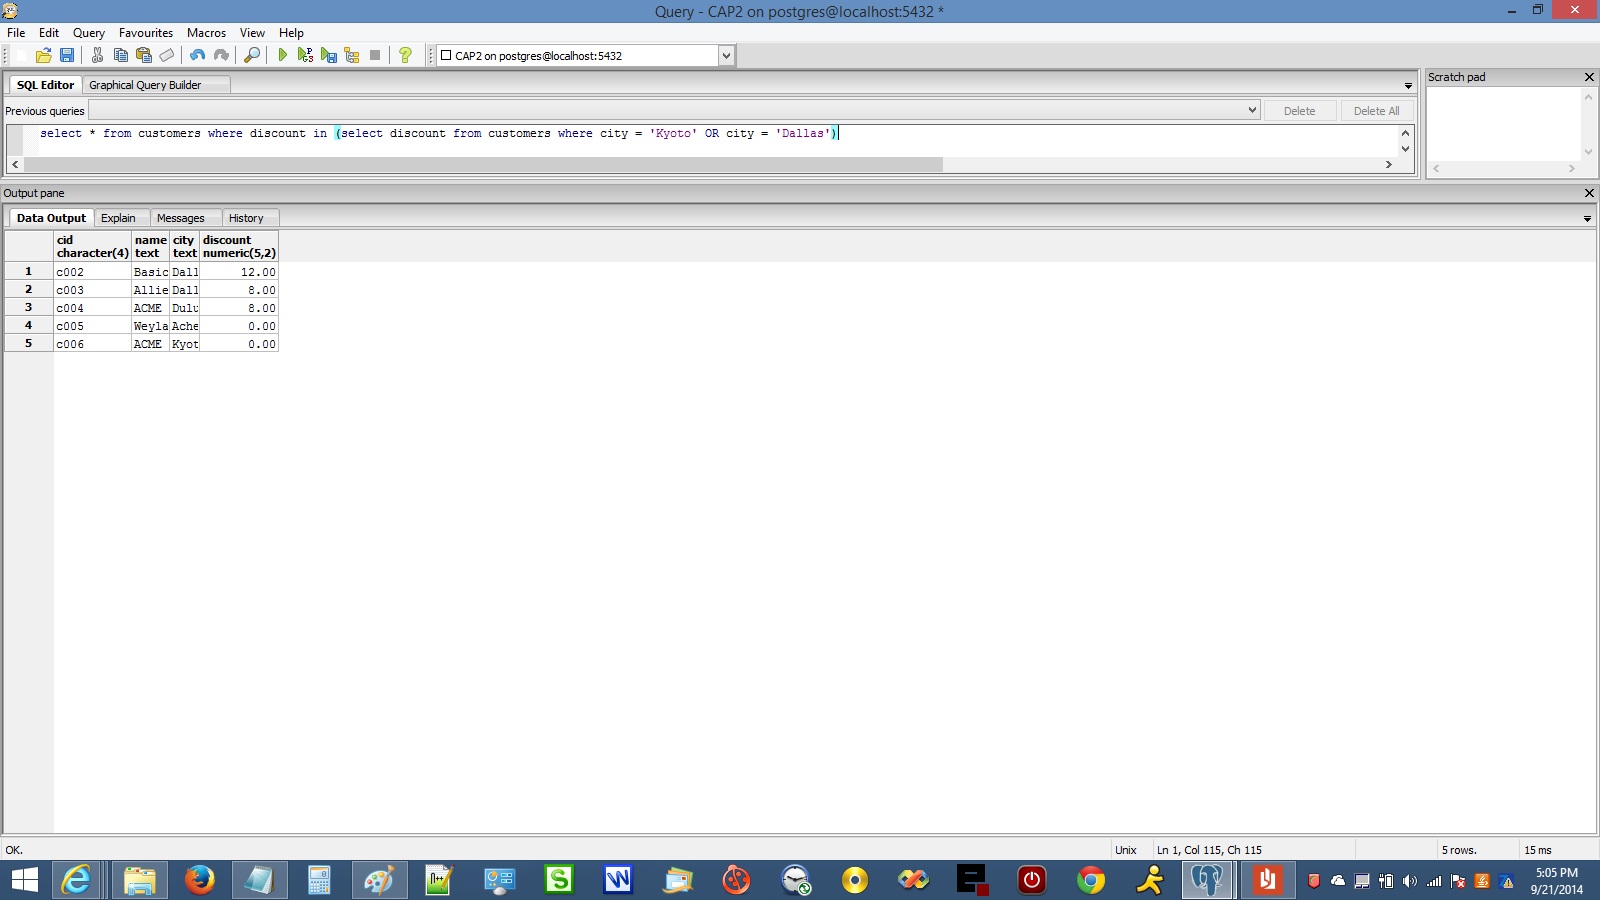 Query - CAP2 on postgres@localhost:5432 *
File Edit Query Favourites Macros View Help
CAP2 on postgres@localhost:5432
SQL Editor Graphical Query Builder
Scratch pad
Previous queries Delete Delete All
select * from customers where discount in (select discount from customers where city = 'Kyoto' OR city = 'Dallas')
Output pane
Data Output Explain Messages History
cid name city discount
character(4) text text numeric(5,2)
1 c002 Basic Dall 12.00
2 c003 Allie Dall 8.00
3 c004 ACME Dulu 8.00
4 c005 Weyla Ache 0.00
5 c006 ACME Kyot 0.00
OK. Unix Ln 1, Col 115, Ch 115 5 rows. 15 ms
5:05 PM
9/21/2014